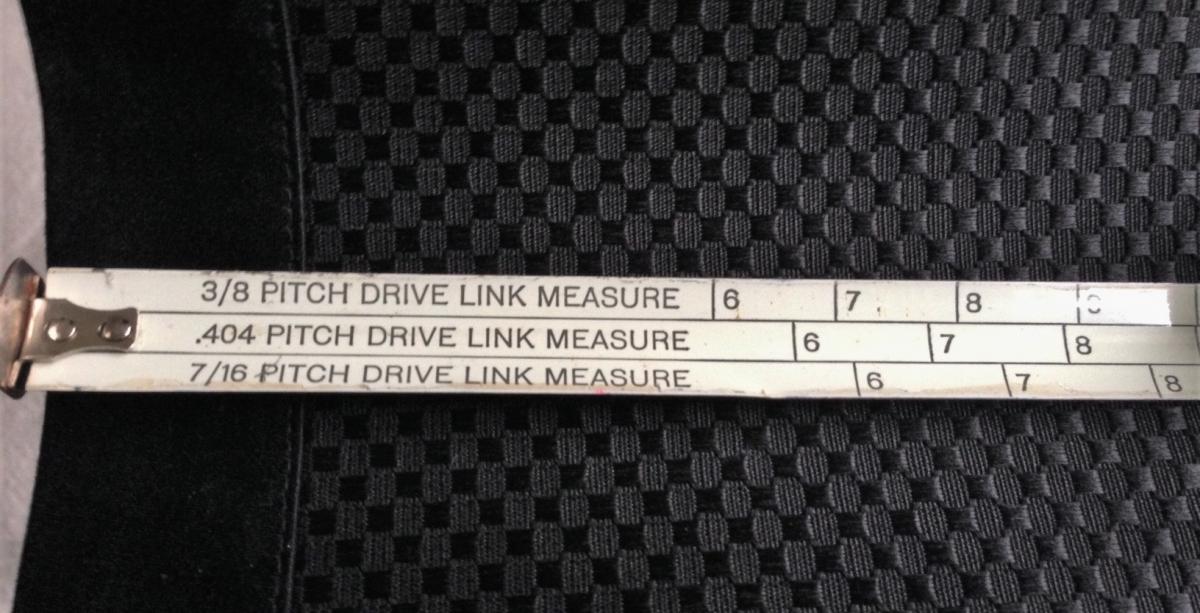 3/8 PITCH DRIVE LINK MEASURE 6 7 8
.404 PITCH DRIVE LINK MEASURE 6 7 8
7/16 PITCH DRIVE LINK MEASURE 6 7 8